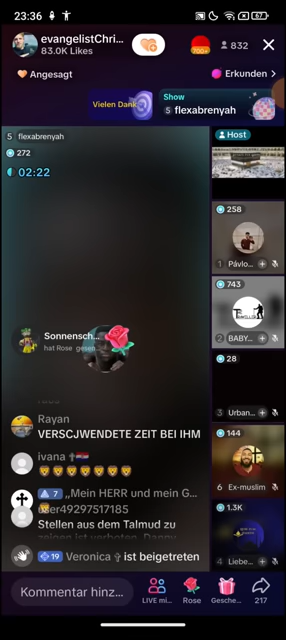 23:36
67
evangelistChri...
83.0K Likes
700+
832
Angesagt
Erkunden
Vielen Dank
Show
5 flexabrenyah
5 flexabrenyah
272
02:22
Host
258
1 Pávlo...
743
2 BABY...
28
3 Urban...
144
6 Ex-muslim
1.3K
4 Liebe...
Sonnensch...
hat Rose gesen
Rayan
VERSCJWENDETE ZEIT BEI IHM
ivana ✝🇷🇸
🦁🦁🦁🦁🦁🦁🦁
7 „Mein HERR und mein G...
user49297517185
Stellen aus dem Talmud zu
zeigen ist verboten. Danny
19 Veronica ✞ ist beigetreten
Kommentar hinz...
LIVE mi...
Rose
Gesche...
217